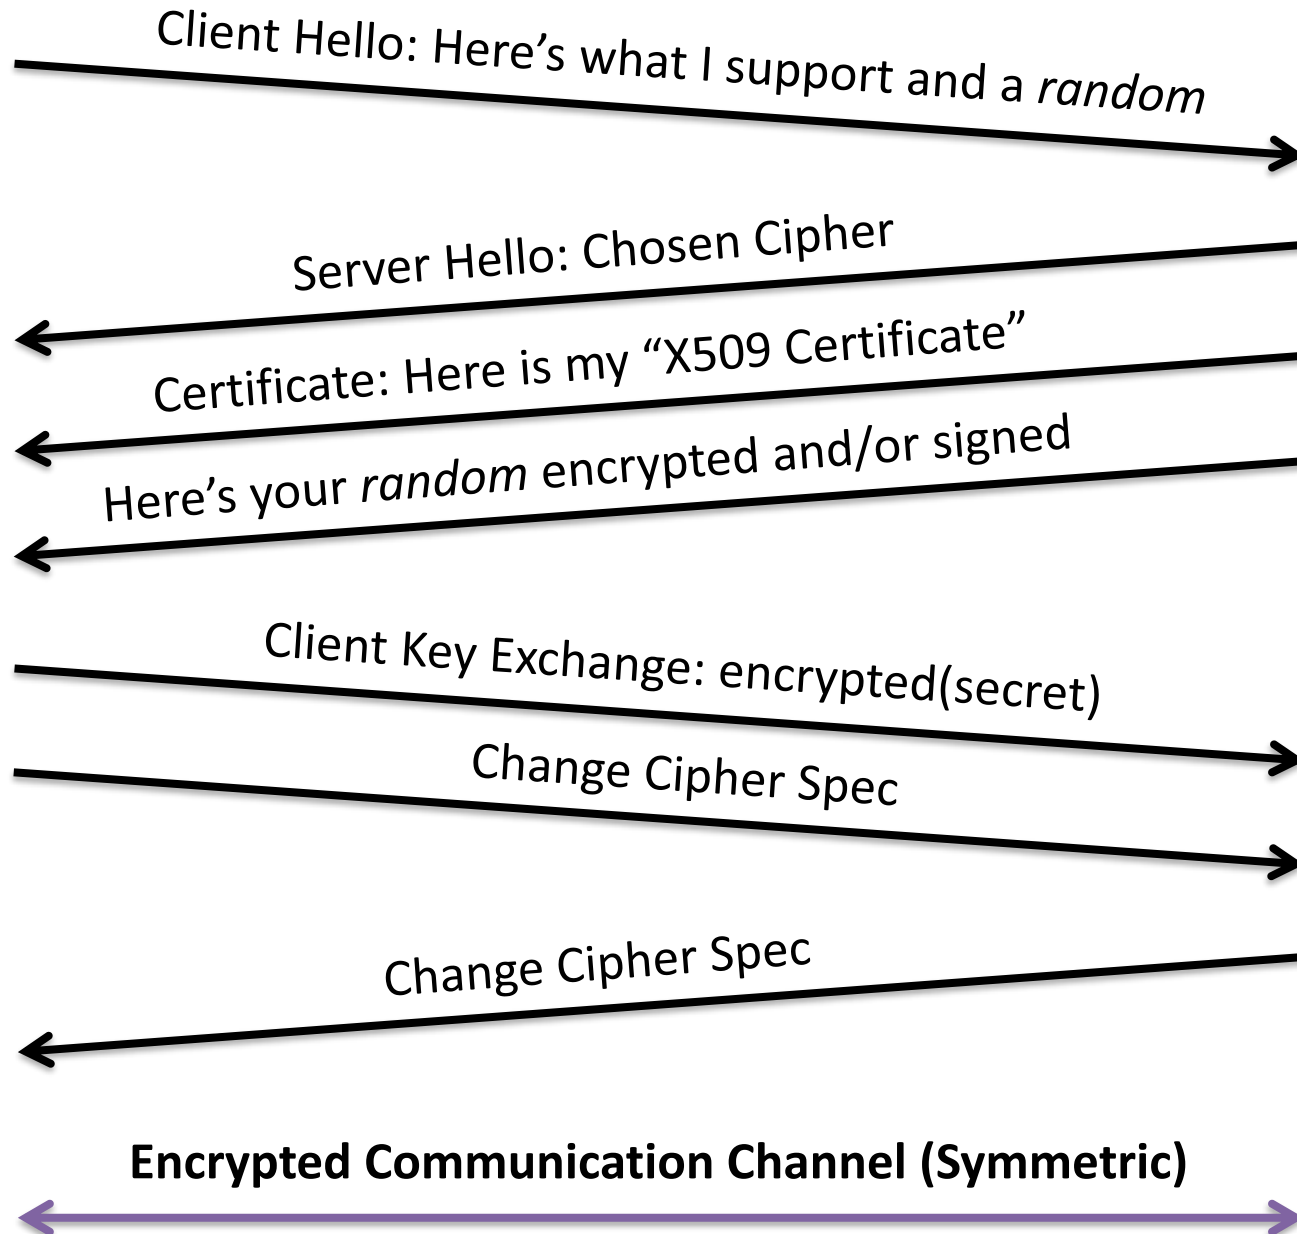 Client Hello: Here’s what I support and a random
Server Hello: Chosen Cipher
Certificate: Here is my “X509 Certificate”
Here’s your random encrypted and/or signed
Client Key Exchange: encrypted(secret)
Change Cipher Spec
Change Cipher Spec
Encrypted Communication Channel (Symmetric)